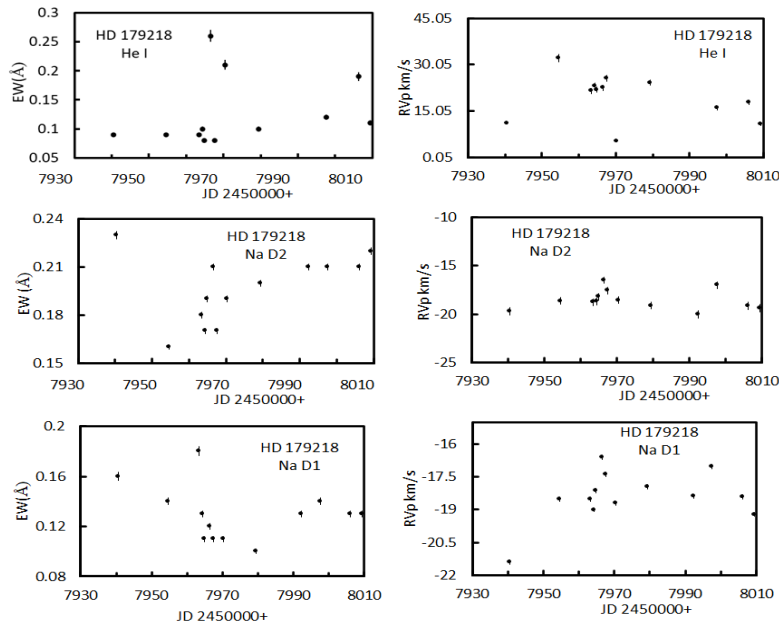 0.3
0.25
0.2
0.15
0.1
0.05
EW(Å)
HD 179218
He I
7930
7950
7970
7990
8010
JD 2450000+
45.05
30.05
15.05
0.05
RVp km/s
HD 179218
He I
7930
7950
7970
7990
8010
JD 2450000+
0.24
0.21
0.18
0.15
EW (Å)
HD 179218
Na D2
7930
7950
7970
7990
8010
JD 2450000+
-10
-15
-20
-25
RVp km/s
HD 179218
Na D2
7930
7950
7970
7990
8010
JD 2450000+
0.2
0.16
0.12
0.08
EW(Å)
HD 179218
Na D1
7930
7950
7970
7990
8010
JD 2450000+
-16
-17.5
-19
-20.5
-22
RVp km/s
HD 179218
Na D1
7930
7950
7970
7990
8010
JD 2450000+